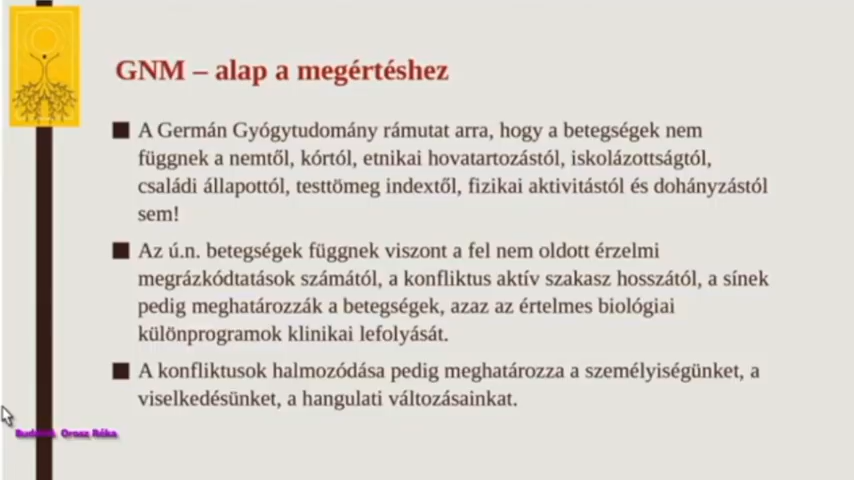 GNM – alap a megértéshez
A Germán Gyógytudomány rámutat arra, hogy a betegségek nem
függnek a nemtől, kórtól, etnikai hovatartozástól, iskolázottságtól,
családi állapottól, testtömeg indextől, fizikai aktivitástól és dohányzástól
sem!
Az ú.n. betegségek függnek viszont a fel nem oldott érzelmi
megrázkódtatások számától, a konfliktus aktív szakasz hosszától, a sínek
pedig meghatározzák a betegségek, azaz az értelmes biológiai
különprogramok klinikai lefolyását.
A konfliktusok halmozódása pedig meghatározza a személyiségünket, a
viselkedésünket, a hangulati változásainkat.
Orosz Réka